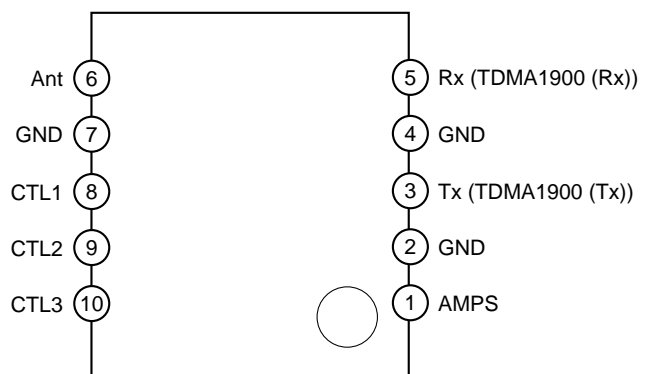 Ant 6 5 Rx (TDMA1900 (Rx))
GND 7 4 GND
CTL1 8 3 Tx (TDMA1900 (Tx))
CTL2 9 2 GND
CTL3 10 1 AMPS